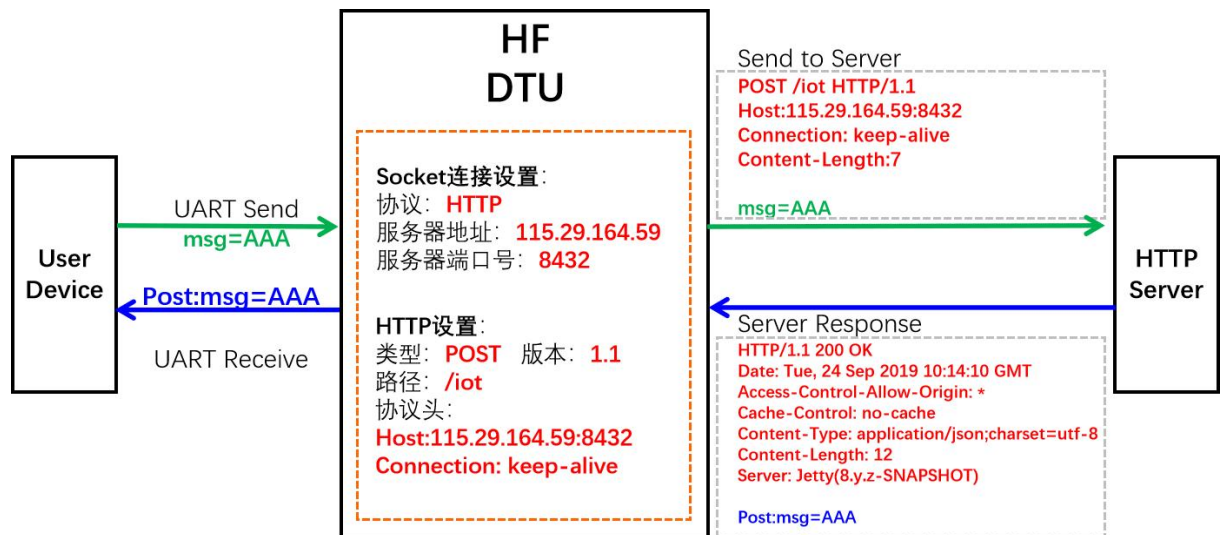 User
Device
UART Send
msg=AAA
Post:msg=AAA
UART Receive
HF
DTU
Socket连接设置：
协议：HTTP
服务器地址：115.29.164.59
服务器端口号：8432
HTTP设置：
类型：POST 版本：1.1
路径：/iot
协议头：
Host:115.29.164.59:8432
Connection: keep-alive
Send to Server
POST /iot HTTP/1.1
Host:115.29.164.59:8432
Connection: keep-alive
Content-Length:7
msg=AAA
Server Response
HTTP/1.1 200 OK
Date: Tue, 24 Sep 2019 10:14:10 GMT
Access-Control-Allow-Origin: *
Cache-Control: no-cache
Content-Type: application/json;charset=utf-8
Content-Length: 12
Server: Jetty(8.y.z-SNAPSHOT)
Post:msg=AAA
HTTP
Server